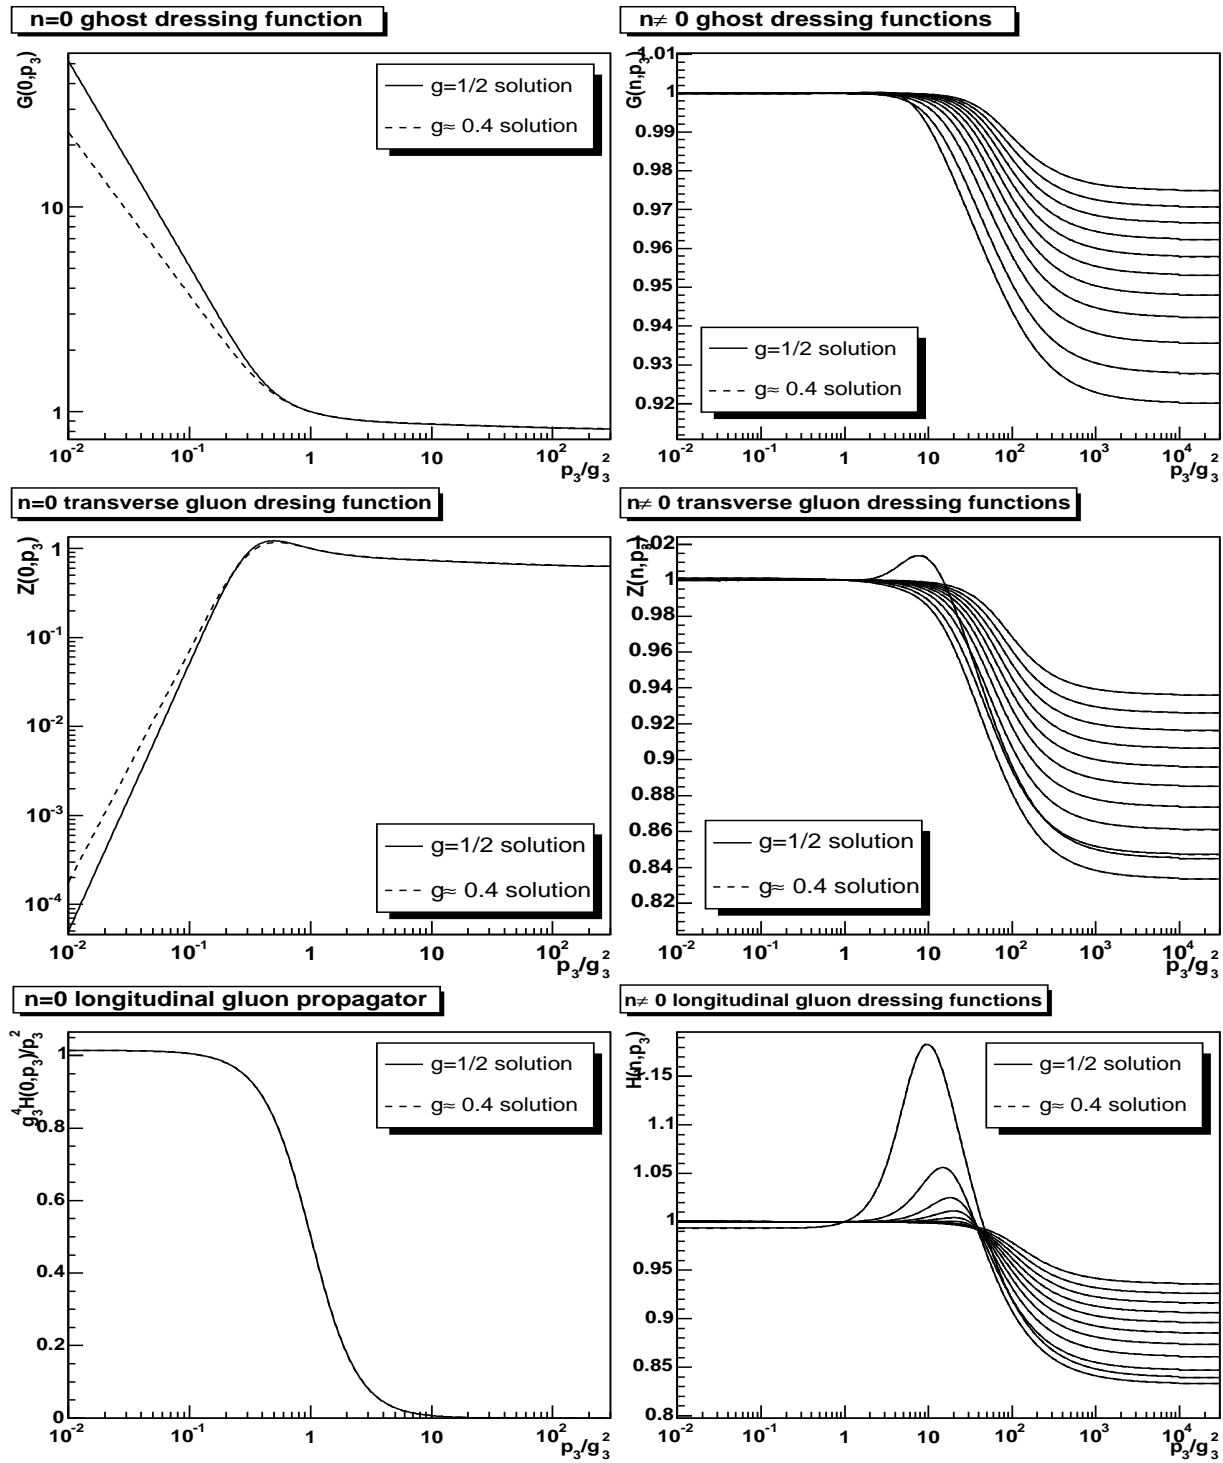 n=0 ghost dressing function
G(0,p3)
10
1
g=1/2 solution
g≈ 0.4 solution
10-2 10-1 1 10 102
p3/g32
n≠ 0 ghost dressing functions
G(n,p3)
1.01
1
0.99
0.98
0.97
0.96
0.95
0.94
0.93
0.92
g=1/2 solution
g≈ 0.4 solution
10-2 10-1 1 10 102 103 104
p3/g32
n=0 transverse gluon dresing function
Z(0,p3)
1
10-1
10-2
10-3
10-4
g=1/2 solution
g≈ 0.4 solution
10-2 10-1 1 10 102
p3/g32
n≠ 0 transverse gluon dressing functions
Z(n,p3)
1.02
1
0.98
0.96
0.94
0.92
0.9
0.88
0.86
0.84
0.82
g=1/2 solution
g≈ 0.4 solution
10-2 10-1 1 10 102 103 104
p3/g32
n=0 longitudinal gluon propagator
g34H(0,p3)/p32
1
0.8
0.6
0.4
0.2
0
g=1/2 solution
g≈ 0.4 solution
10-2 10-1 1 10 102
p3/g32
n≠ 0 longitudinal gluon dressing functions
H(n,p3)
1.15
1.1
1.05
1
0.95
0.9
0.85
0.8
g=1/2 solution
g≈ 0.4 solution
10-2 10-1 1 10 102 103 104
p3/g32